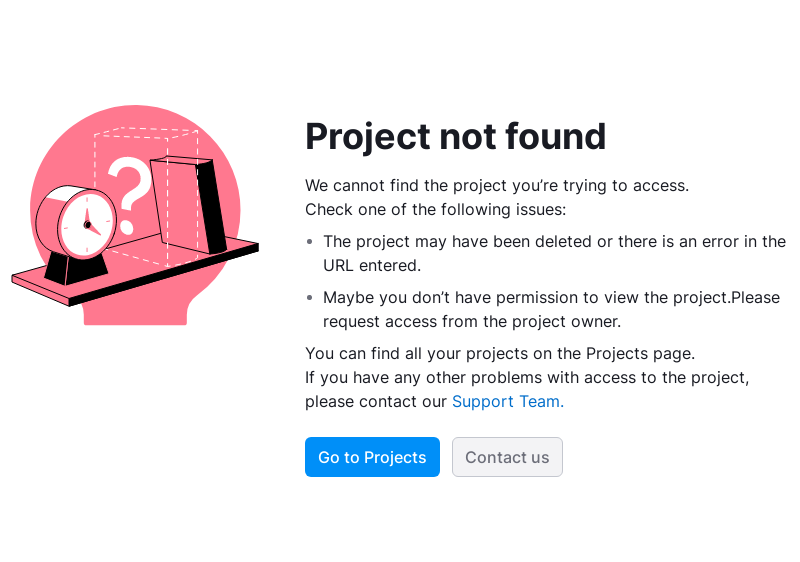 Project not found
We cannot find the project you’re trying to access.
Check one of the following issues:
• The project may have been deleted or there is an error in the
URL entered.
• Maybe you don’t have permission to view the project.Please
request access from the project owner.
You can find all your projects on the Projects page.
If you have any other problems with access to the project,
please contact our Support Team.
Go to Projects
Contact us
?